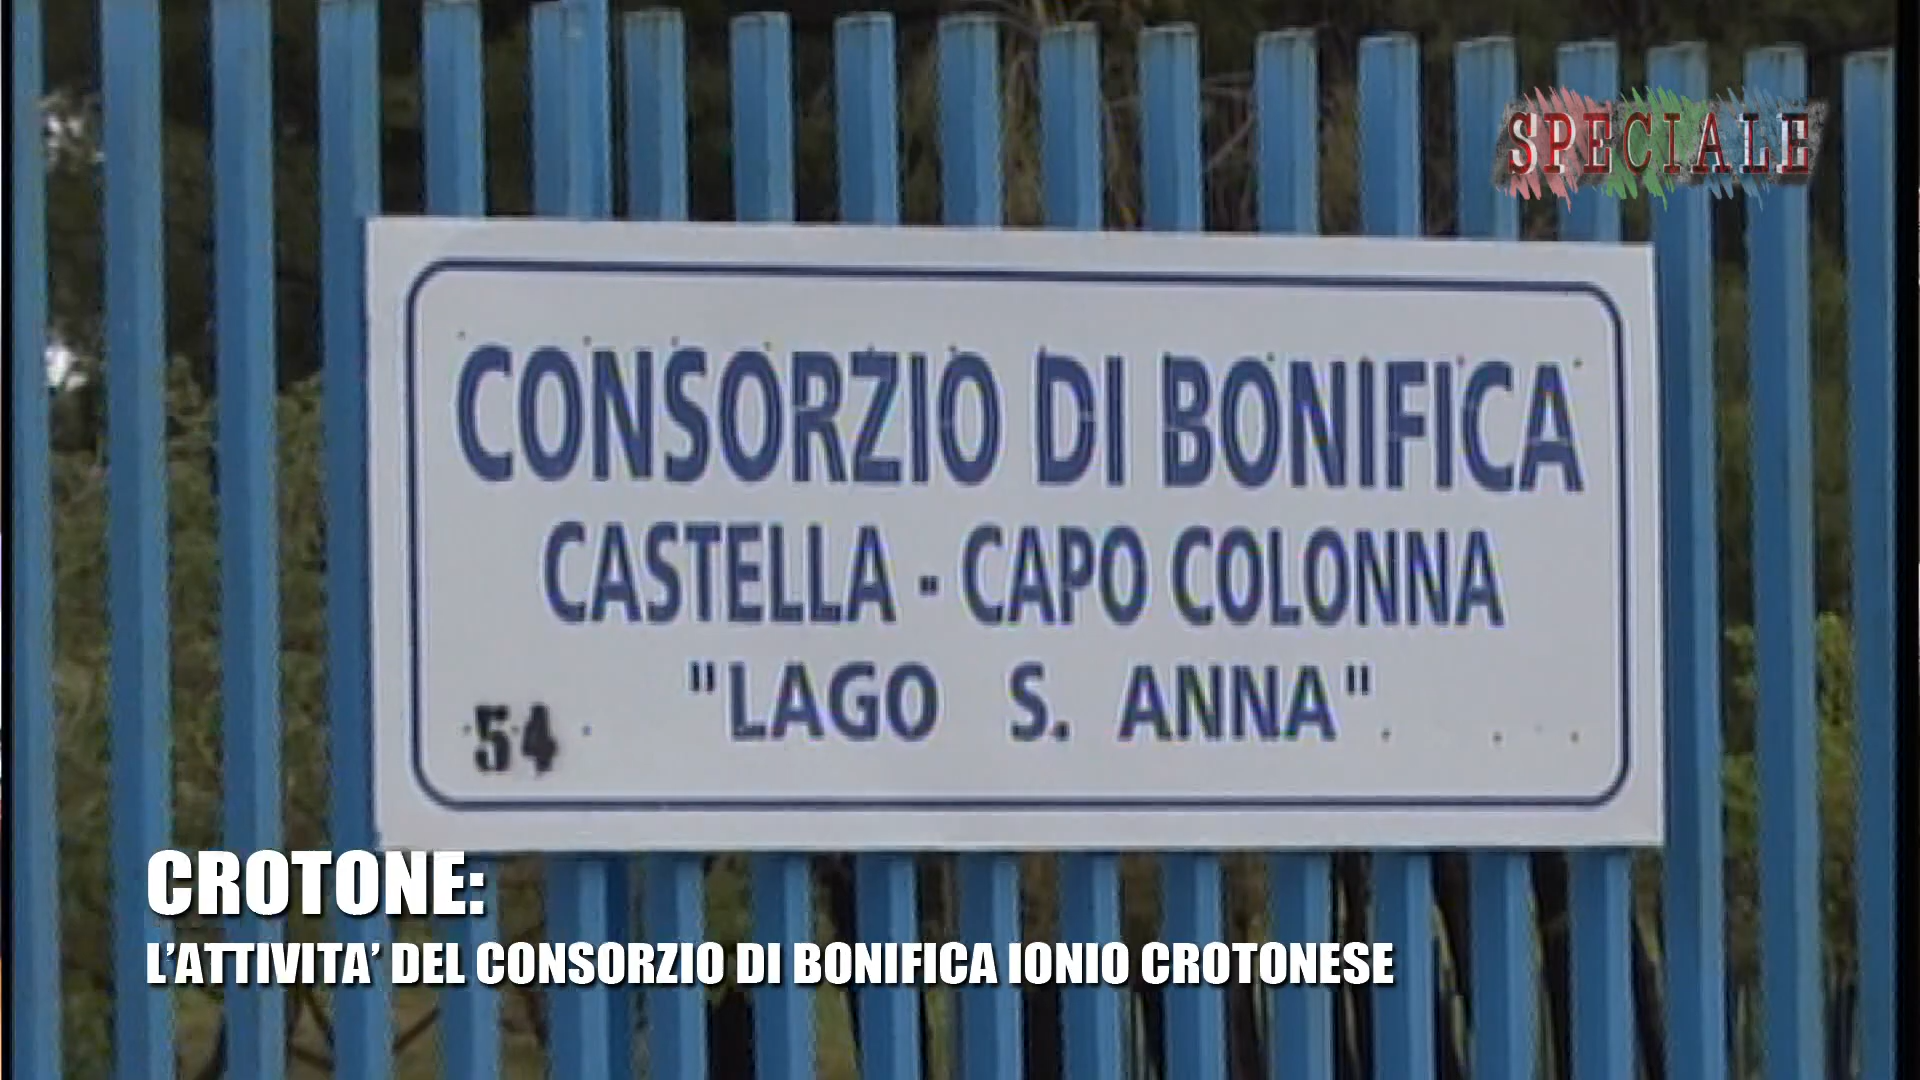 SPECIALE
CONSORZIO DI BONIFICA
CASTELLA - CAPO COLONNA
"LAGO S. ANNA"
54
CROTONE:
L'ATTIVITA' DEL CONSORZIO DI BONIFICA IONIO CROTONESE